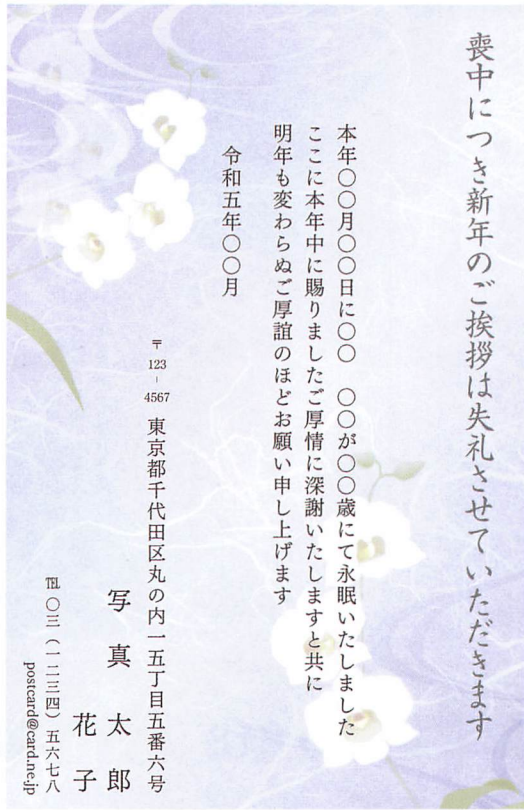 喪中につき新年のご挨拶は失礼させていただきます
本年〇〇月〇〇日に〇〇　〇〇が〇〇歳にて永眠いたしました
ここに本年中に賜りましたご厚情に深謝いたしますと共に
明年も変わらぬご厚誼のほどお願い申し上げます
令和五年〇〇月
〒123-4567 東京都千代田区丸の内一五丁目五番六号
写真 太郎
花子
℡〇三(一二三四)五六七八
postcard@card.ne.jp